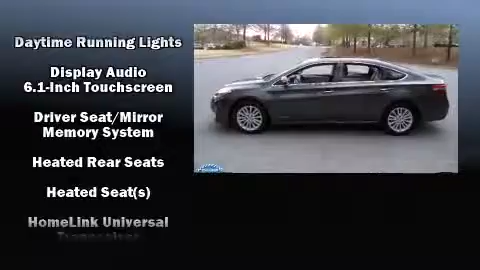 Daytime Running Lights
Display Audio
6.1-Inch Touchscreen
Driver Seat/Mirror
Memory System
Heated Rear Seats
Heated Seat(s)
HomeLink Universal
Transceiver